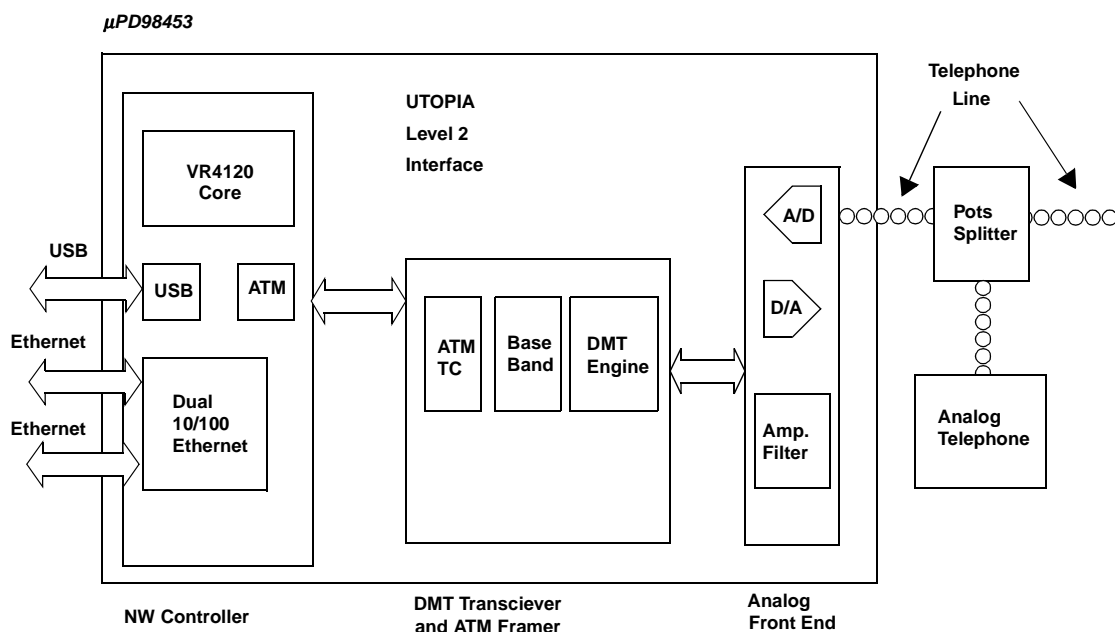 µPD98453
UTOPIA
Level 2
Interface
Telephone
Line
VR4120
Core
A/D
Pots
Splitter
USB
USB
ATM
D/A
Ethernet
ATM
TC
Base
Band
DMT
Engine
Dual
10/100
Ethernet
Ethernet
Amp.
Filter
Analog
Telephone
NW Controller
DMT Transciever
and ATM Framer
Analog
Front End